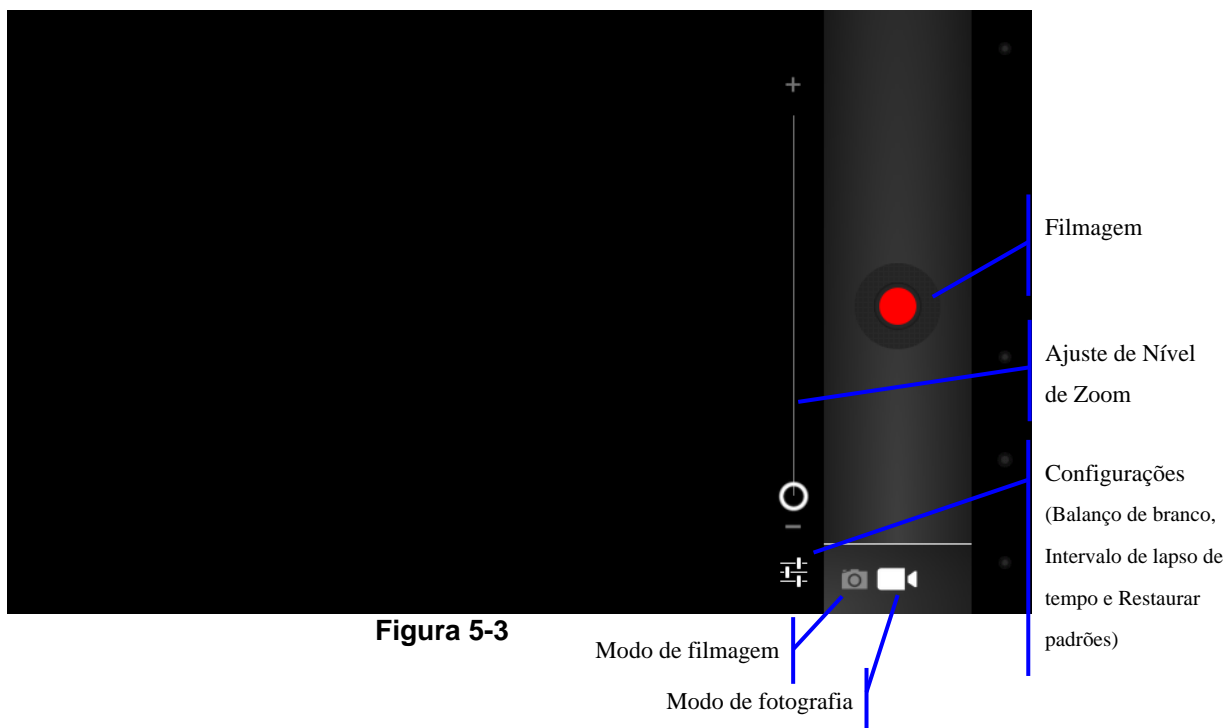 Filmagem
Ajuste de Nível
de Zoom
Configurações
(Balanço de branco,
Intervalo de lapso de
tempo e Restaurar
padrões)
Figura 5-3
Modo de filmagem
Modo de fotografia